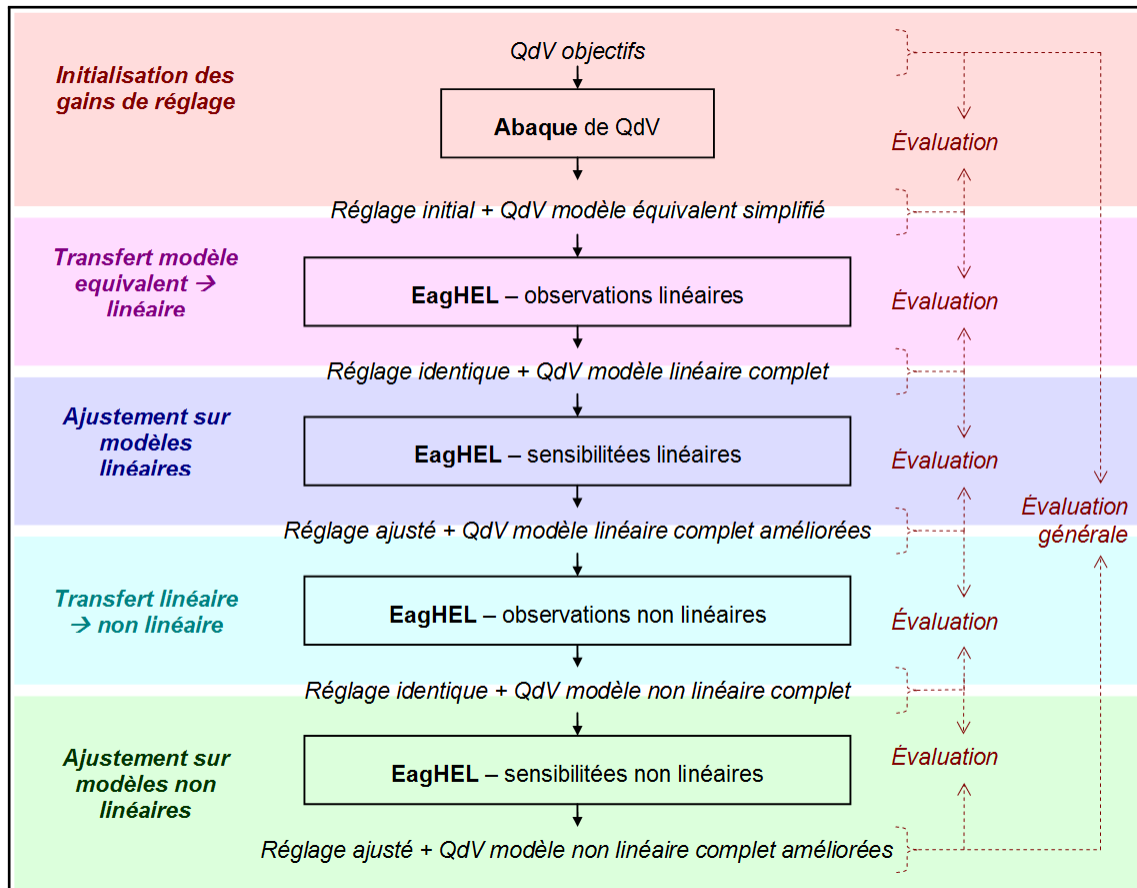 QdV objectifs
Initialisation des
gains de réglage
Abaque de QdV
Évaluation
Réglage initial + QdV modèle équivalent simplifié
Transfert modèle
equivalent →
linéaire
EagHEL – observations linéaires
Évaluation
Réglage identique + QdV modèle linéaire complet
Ajustement sur
modèles
linéaires
EagHEL – sensibilitées linéaires
Évaluation
Évaluation
générale
Réglage ajusté + QdV modèle linéaire complet améliorées
Transfert linéaire
→ non linéaire
EagHEL – observations non linéaires
Évaluation
Réglage identique + QdV modèle non linéaire complet
Ajustement sur
modèles non
linéaires
EagHEL – sensibilitées non linéaires
Évaluation
Réglage ajusté + QdV modèle non linéaire complet améliorées